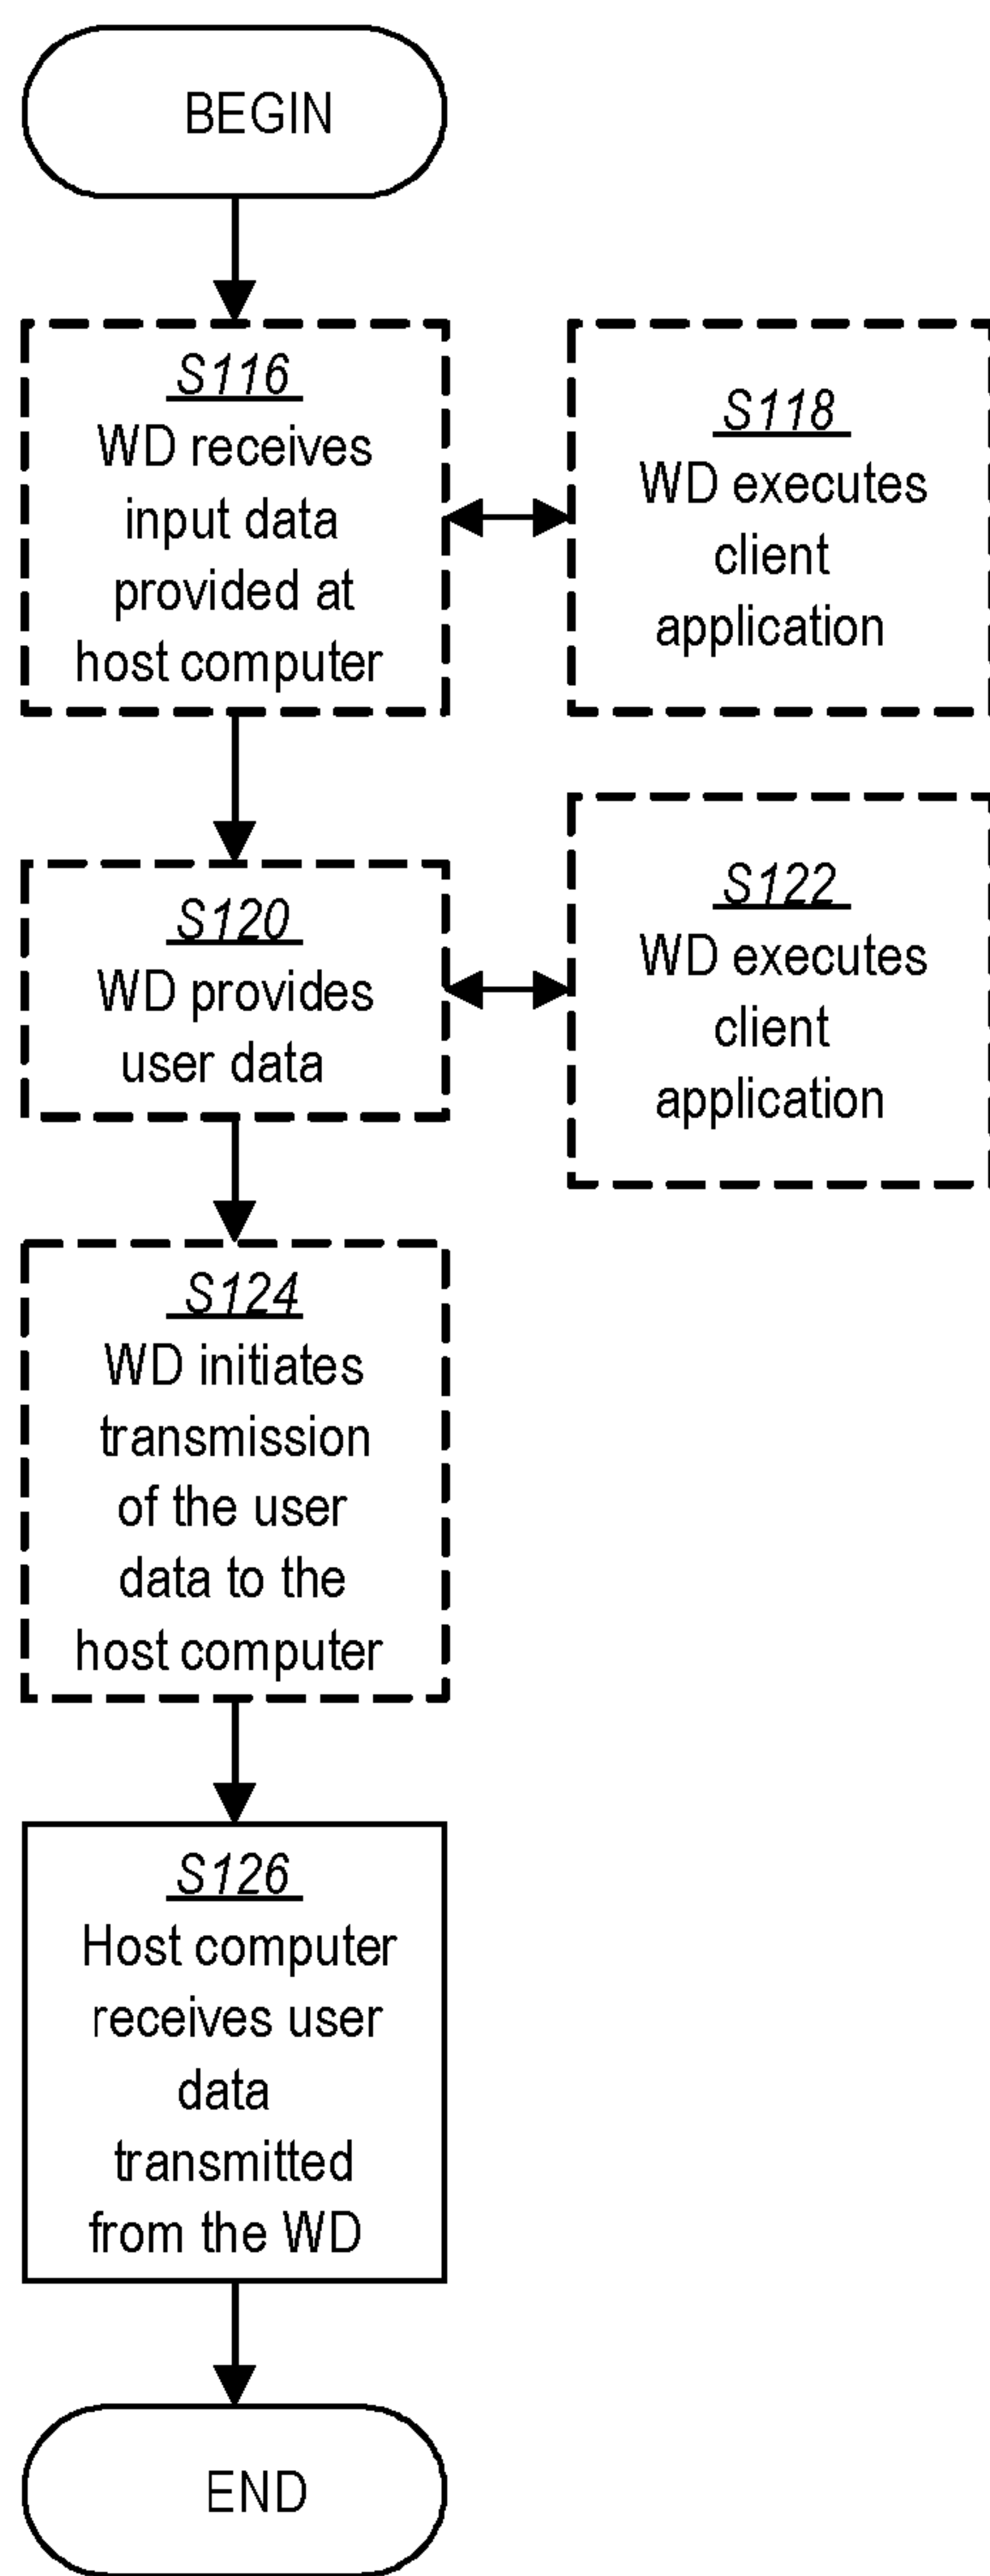 BEGIN
S116
WD receives
input data
provided at
host computer
S118
WD executes
client
application
S120
WD provides
user data
S122
WD executes
client
application
S124
WD initiates
transmission
of the user
data to the
host computer
S126
Host computer
receives user
data
transmitted
from the WD
END